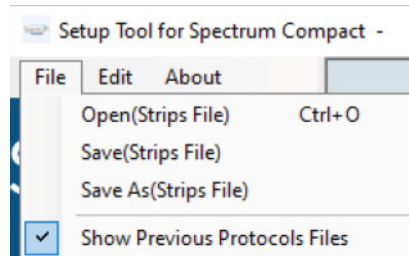 Setup Tool for Spectrum Compact -
File Edit About
Open(Strips File) Ctrl+O
Save(Strips File)
Save As(Strips File)
Show Previous Protocols Files